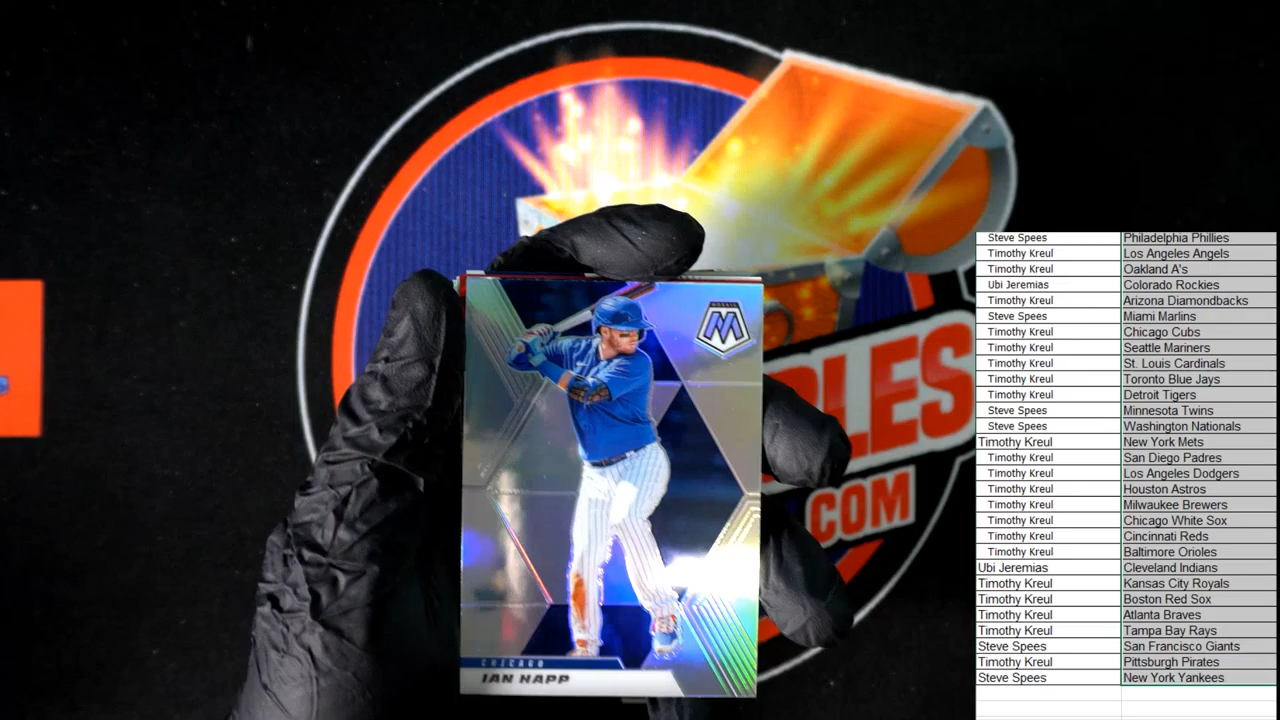 LES
.COM
MOSAIC
M
CHICAGO
IAN HAPP
Steve Spees Philadelphia Phillies
Timothy Kreul Los Angeles Angels
Timothy Kreul Oakland A's
Ubi Jeremias Colorado Rockies
Timothy Kreul Arizona Diamondbacks
Steve Spees Miami Marlins
Timothy Kreul Chicago Cubs
Timothy Kreul Seattle Mariners
Timothy Kreul St. Louis Cardinals
Timothy Kreul Toronto Blue Jays
Timothy Kreul Detroit Tigers
Steve Spees Minnesota Twins
Steve Spees Washington Nationals
Timothy Kreul New York Mets
Timothy Kreul San Diego Padres
Timothy Kreul Los Angeles Dodgers
Timothy Kreul Houston Astros
Timothy Kreul Milwaukee Brewers
Timothy Kreul Chicago White Sox
Timothy Kreul Cincinnati Reds
Timothy Kreul Baltimore Orioles
Ubi Jeremias Cleveland Indians
Timothy Kreul Kansas City Royals
Timothy Kreul Boston Red Sox
Timothy Kreul Atlanta Braves
Timothy Kreul Tampa Bay Rays
Steve Spees San Francisco Giants
Timothy Kreul Pittsburgh Pirates
Steve Spees New York Yankees